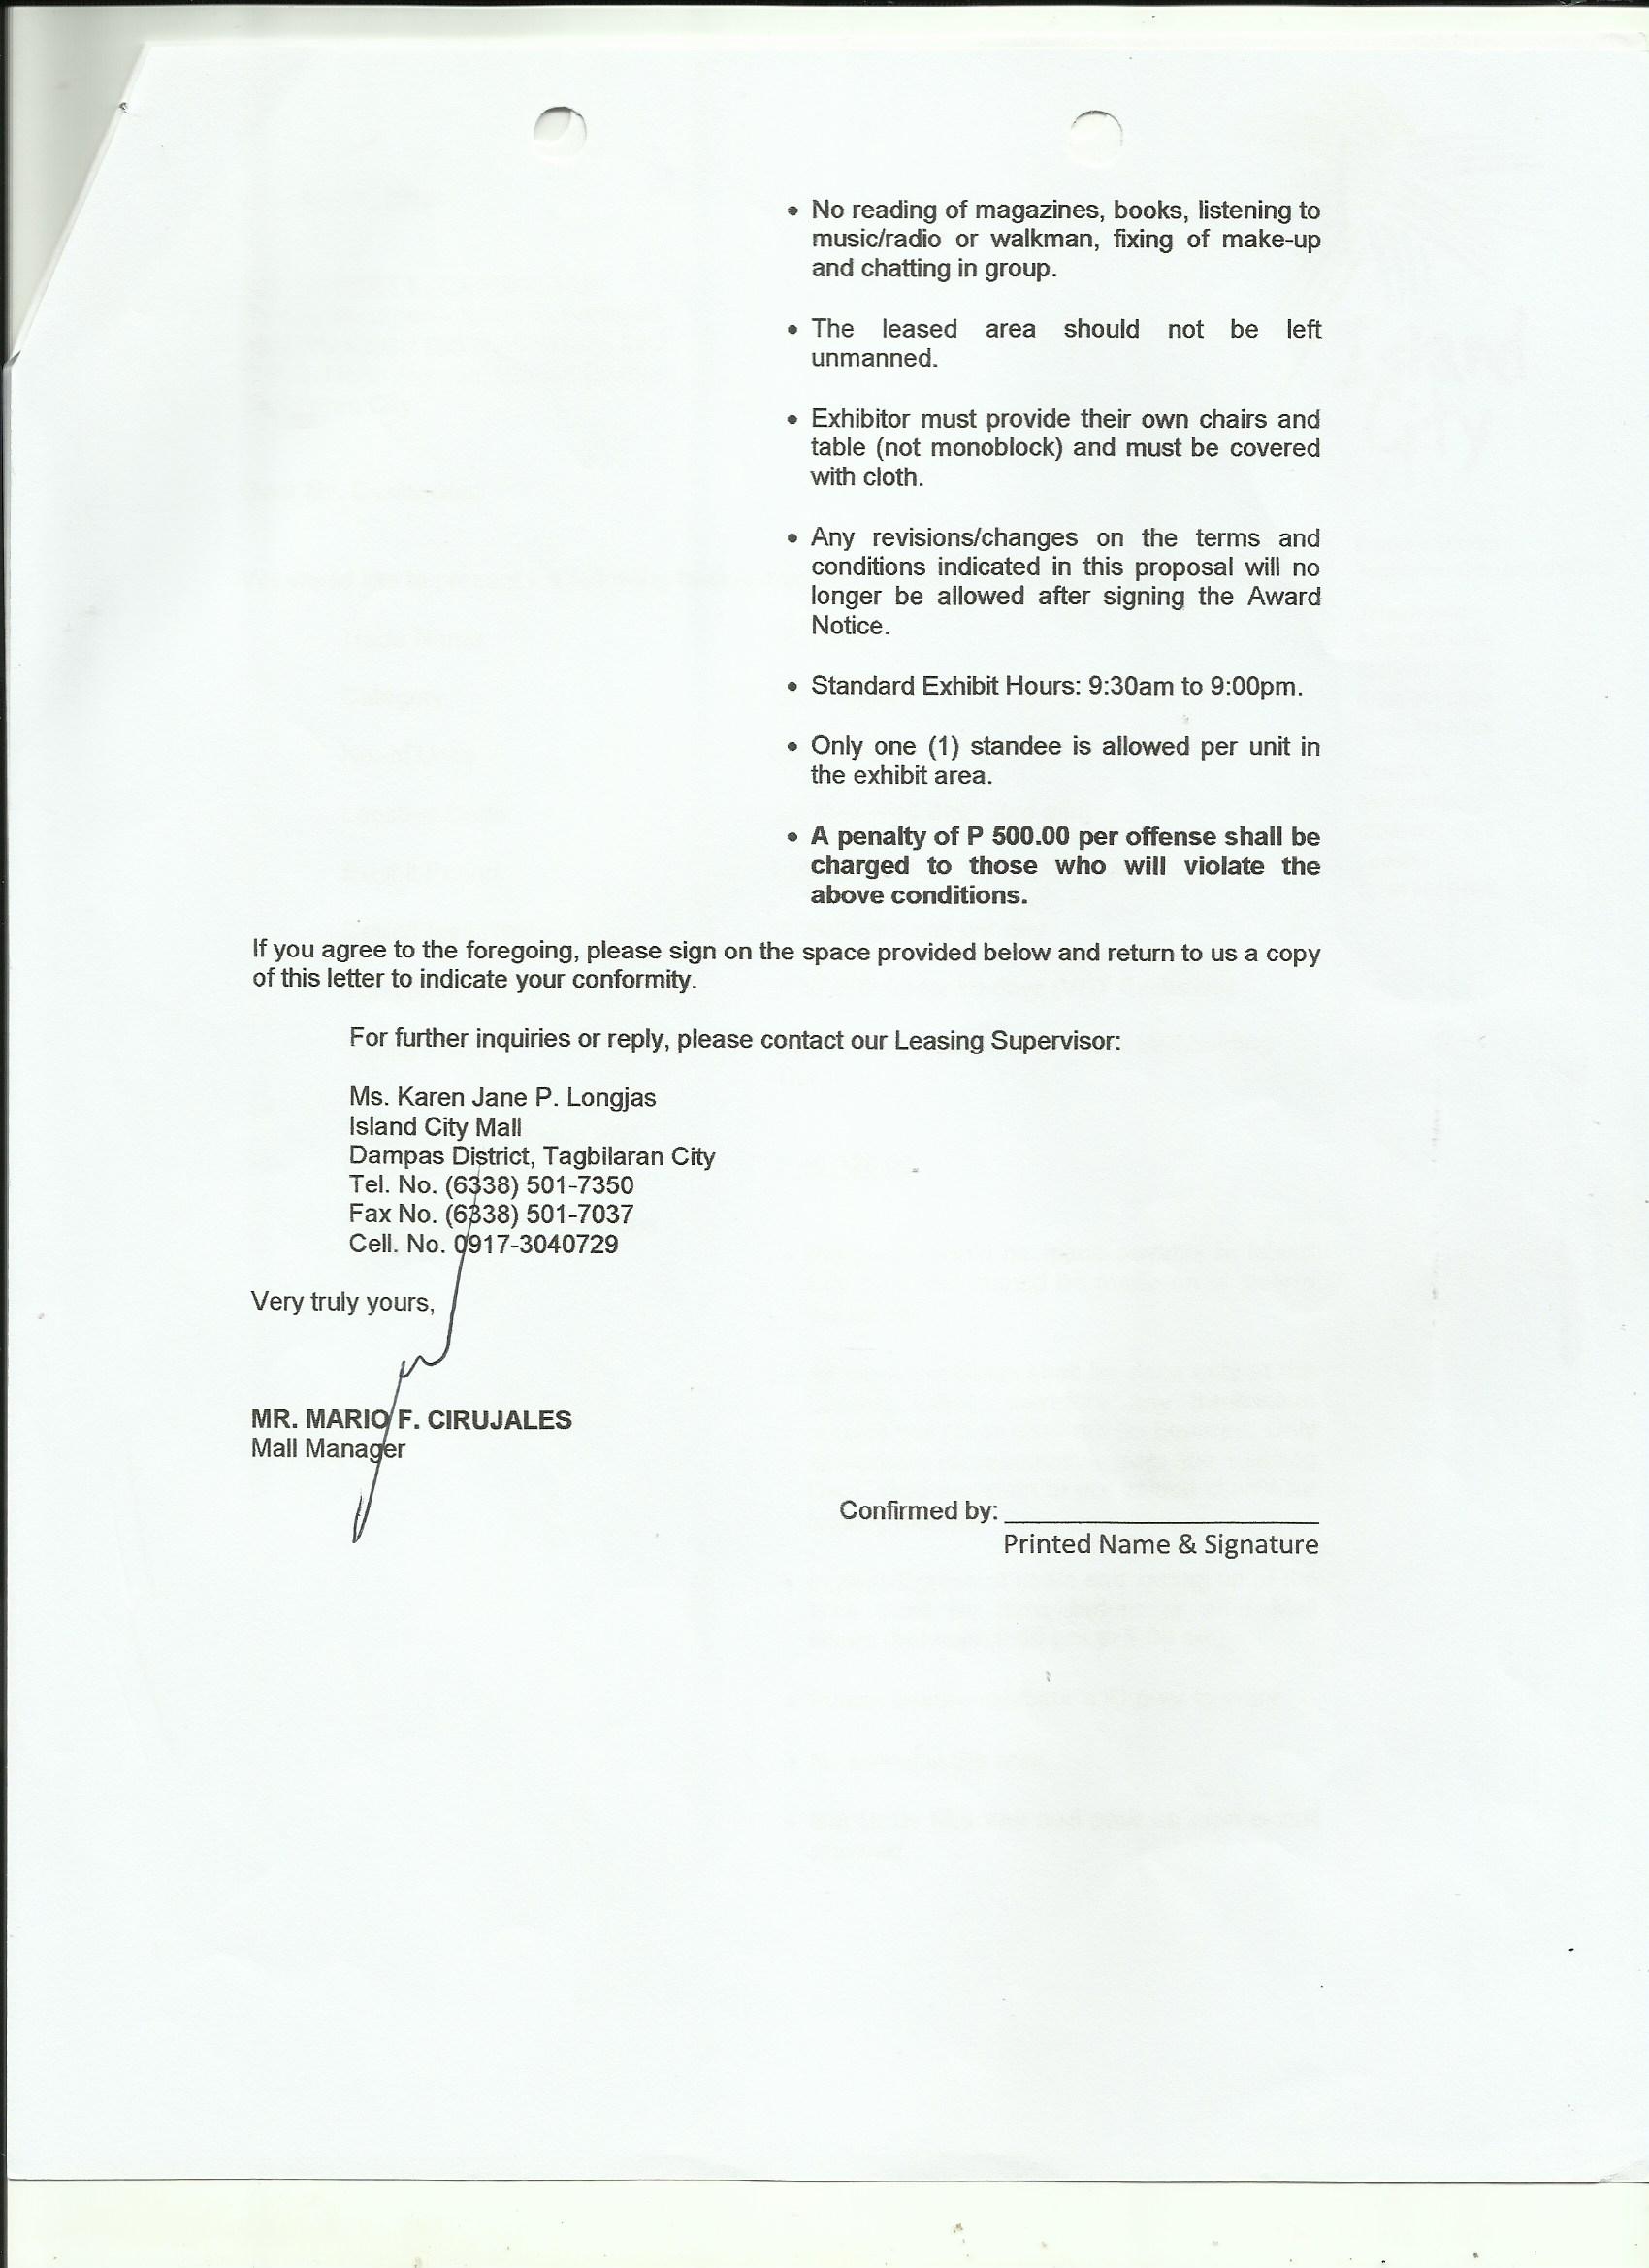 • No reading of magazines, books, listening to
music/radio or walkman, fixing of make-up
and chatting in group.
• The leased area should not be left
unmanned.
• Exhibitor must provide their own chairs and
table (not monoblock) and must be covered
with cloth.
• Any revisions/changes on the terms and
conditions indicated in this proposal will no
longer be allowed after signing the Award
Notice.
• Standard Exhibit Hours: 9:30am to 9:00pm.
• Only one (1) standee is allowed per unit in
the exhibit area.
• A penalty of P 500.00 per offense shall be
charged to those who will violate the
above conditions.
If you agree to the foregoing, please sign on the space provided below and return to us a copy
of this letter to indicate your conformity.
For further inquiries or reply, please contact our Leasing Supervisor:
Ms. Karen Jane P. Longjas
Island City Mall
Dampas District, Tagbilaran City
Tel. No. (6338) 501-7350
Fax No. (6338) 501-7037
Cell. No. 0917-3040729
Very truly yours,
MR. MARIO F. CIRUJALES
Mall Manager
Confirmed by:
Printed Name & Signature